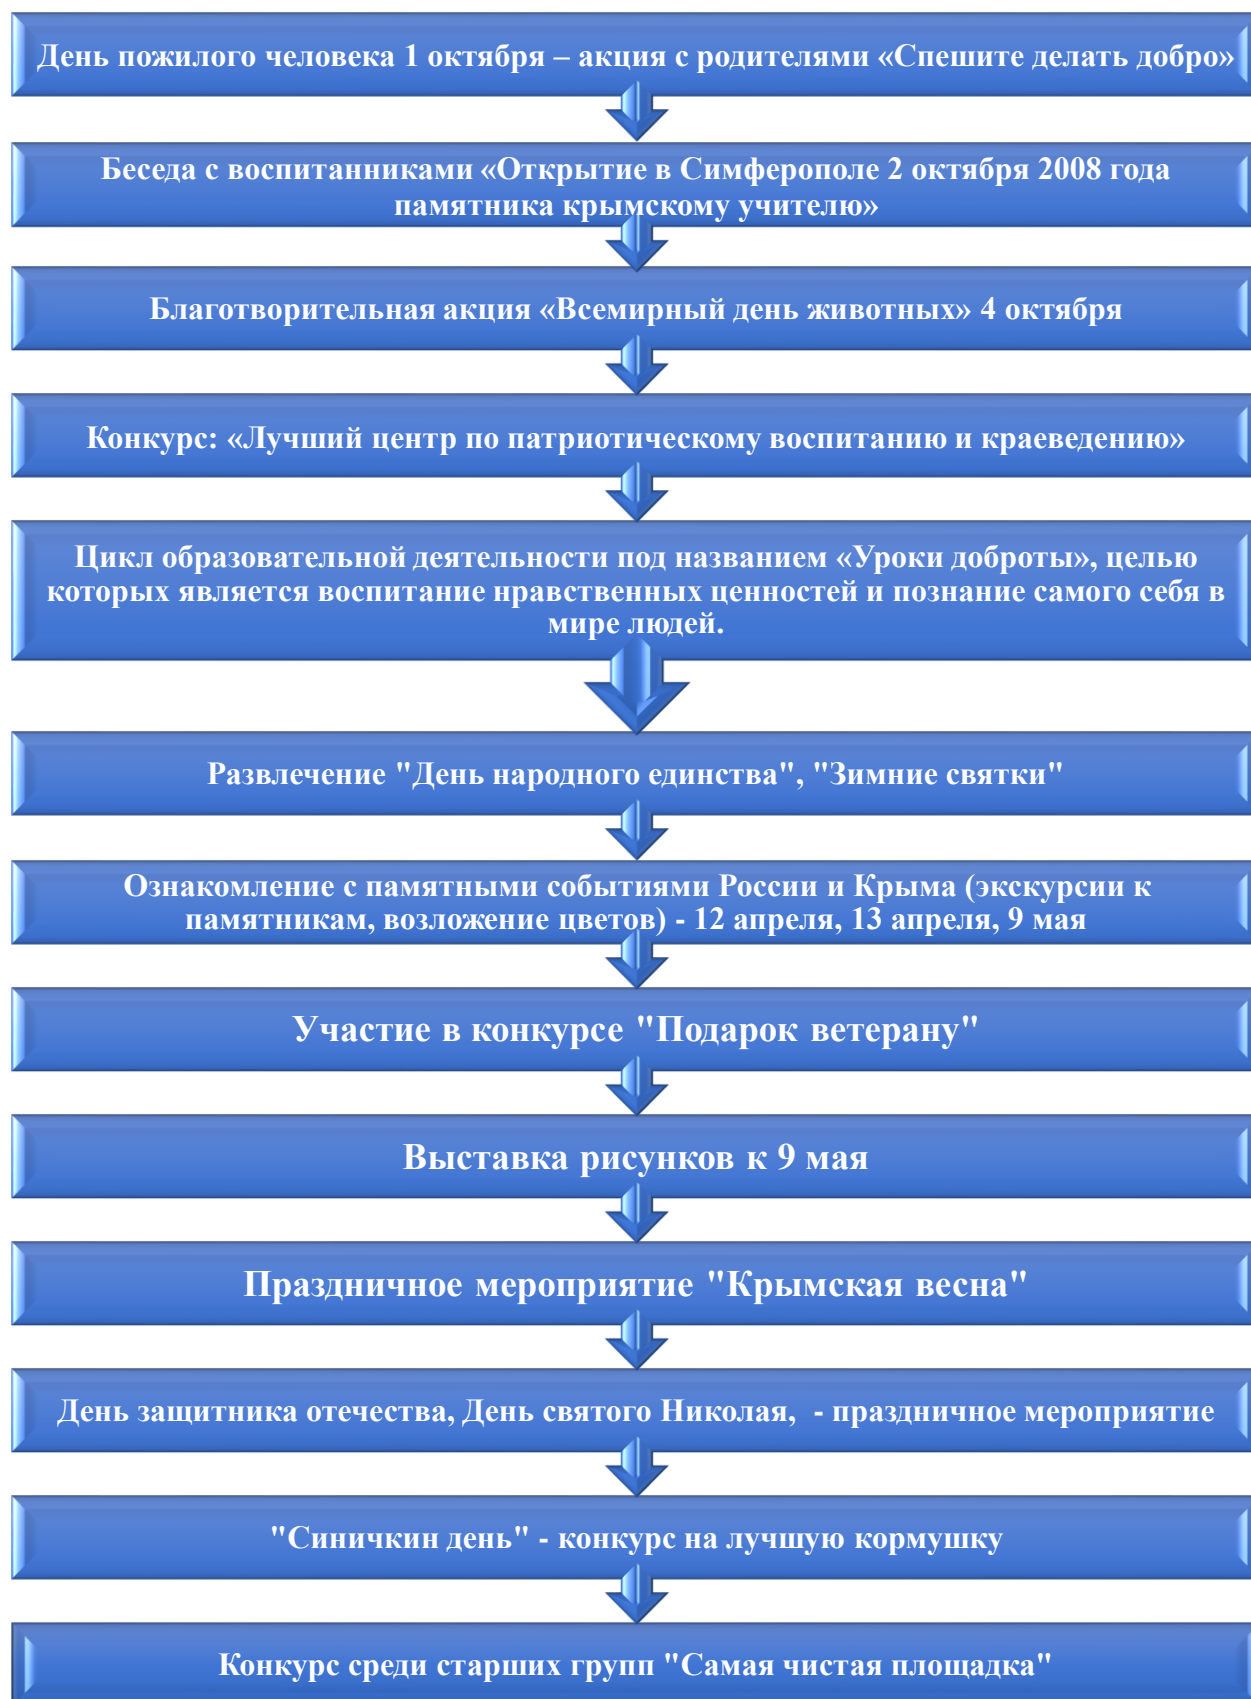 День пожилого человека 1 октября – акция с родителями «Спешите делать добро»
Беседа с воспитанниками «Открытие в Симферополе 2 октября 2008 года
памятника крымскому учителю»
Благотворительная акция «Всемирный день животных» 4 октября
Конкурс: «Лучший центр по патриотическому воспитанию и краеведению»
Цикл образовательной деятельности под названием «Уроки доброты», целью
которых является воспитание нравственных ценностей и познание самого себя в
мире людей.
Развлечение "День народного единства", "Зимние святки"
Ознакомление с памятными событиями России и Крыма (экскурсии к
памятникам, возложение цветов) - 12 апреля, 13 апреля, 9 мая
Участие в конкурсе "Подарок ветерану"
Выставка рисунков к 9 мая
Праздничное мероприятие "Крымская весна"
День защитника отечества, День святого Николая,  - праздничное мероприятие
"Синичкин день" - конкурс на лучшую кормушку
Конкурс среди старших групп "Самая чистая площадка"